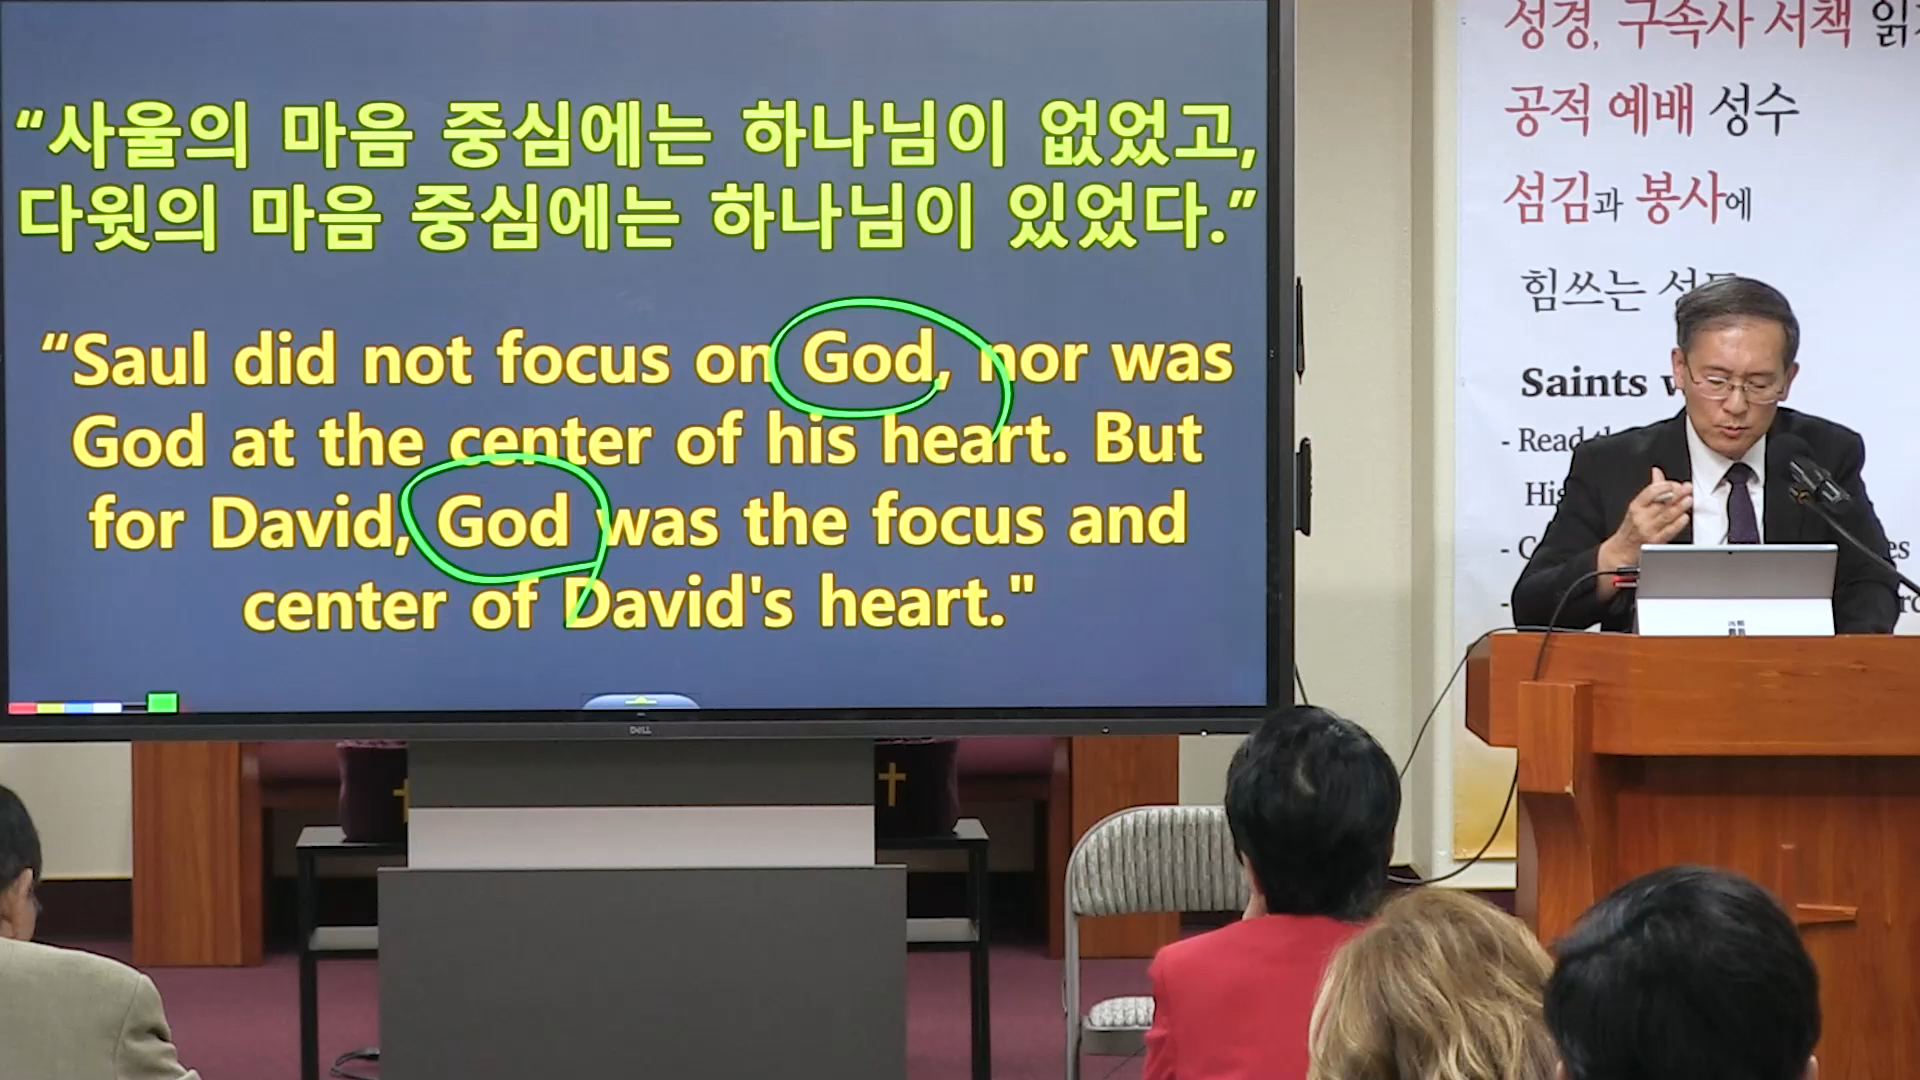 “사울의 마음 중심에는 하나님이 없었고,
다윗의 마음 중심에는 하나님이 있었다.”
“Saul did not focus on God, nor was
God at the center of his heart. But
for David, God was the focus and
center of David's heart."
DELL
성경, 구속사 서책
공적 예배 성수
섬김과 봉사에
힘쓰는
Saints
- Read